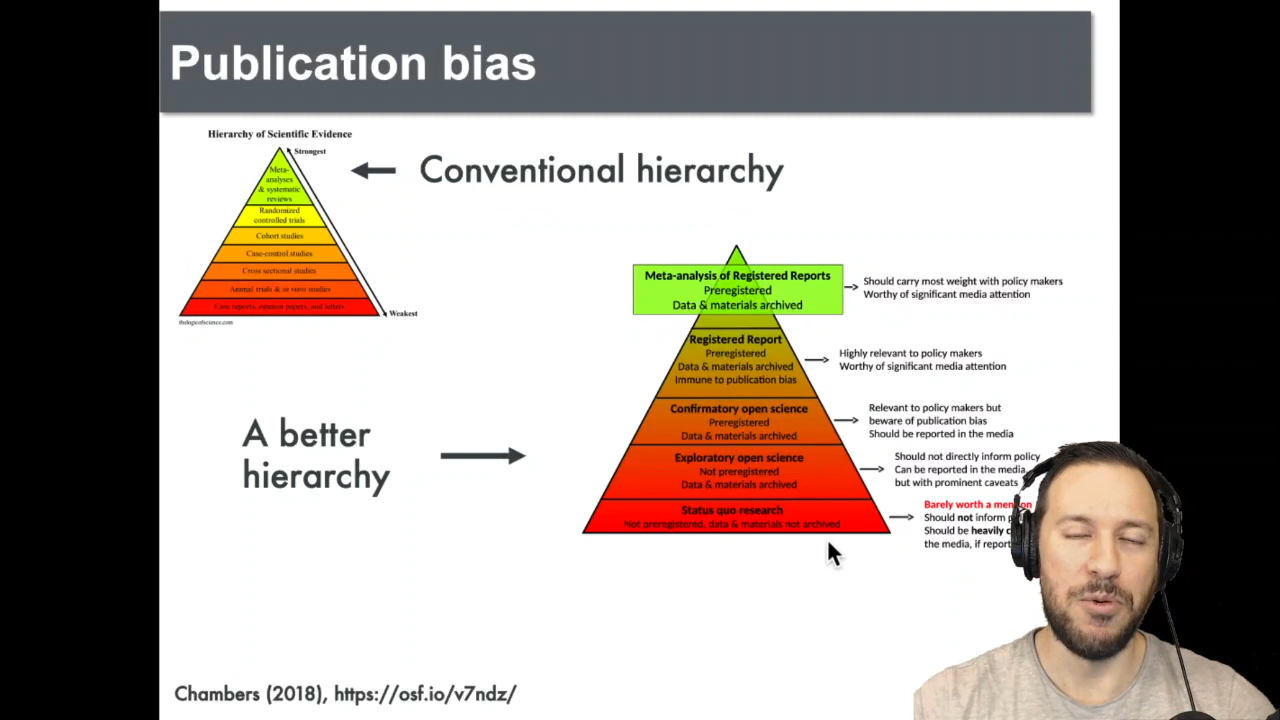 Publication bias
Hierarchy of Scientific Evidence
Strongest
Meta-
analyses
& systematic
reviews
Randomized
controlled trials
Cohort studies
Case-control studies
Cross sectional studies
Animal trials & in vitro studies
Case reports, opinion papers, and letters
Weakest
thelogicofscience.com
Conventional hierarchy
A better
hierarchy
Meta-analysis of Registered Reports
Preregistered
Data & materials archived
Should carry most weight with policy makers
Worthy of significant media attention
Registered Report
Preregistered
Data & materials archived
Immune to publication bias
Highly relevant to policy makers
Worthy of significant media attention
Confirmatory open science
Preregistered
Data & materials archived
Relevant to policy makers but
beware of publication bias
Should be reported in the media
Exploratory open science
Not preregistered
Data & materials archived
Should not directly inform policy
Can be reported in the media,
but with prominent caveats
Status quo research
Not preregistered, data & materials not archived
Barely worth a mention
Should not inform
Should be heavily
the media, if
Chambers (2018), https://osf.io/v7ndz/